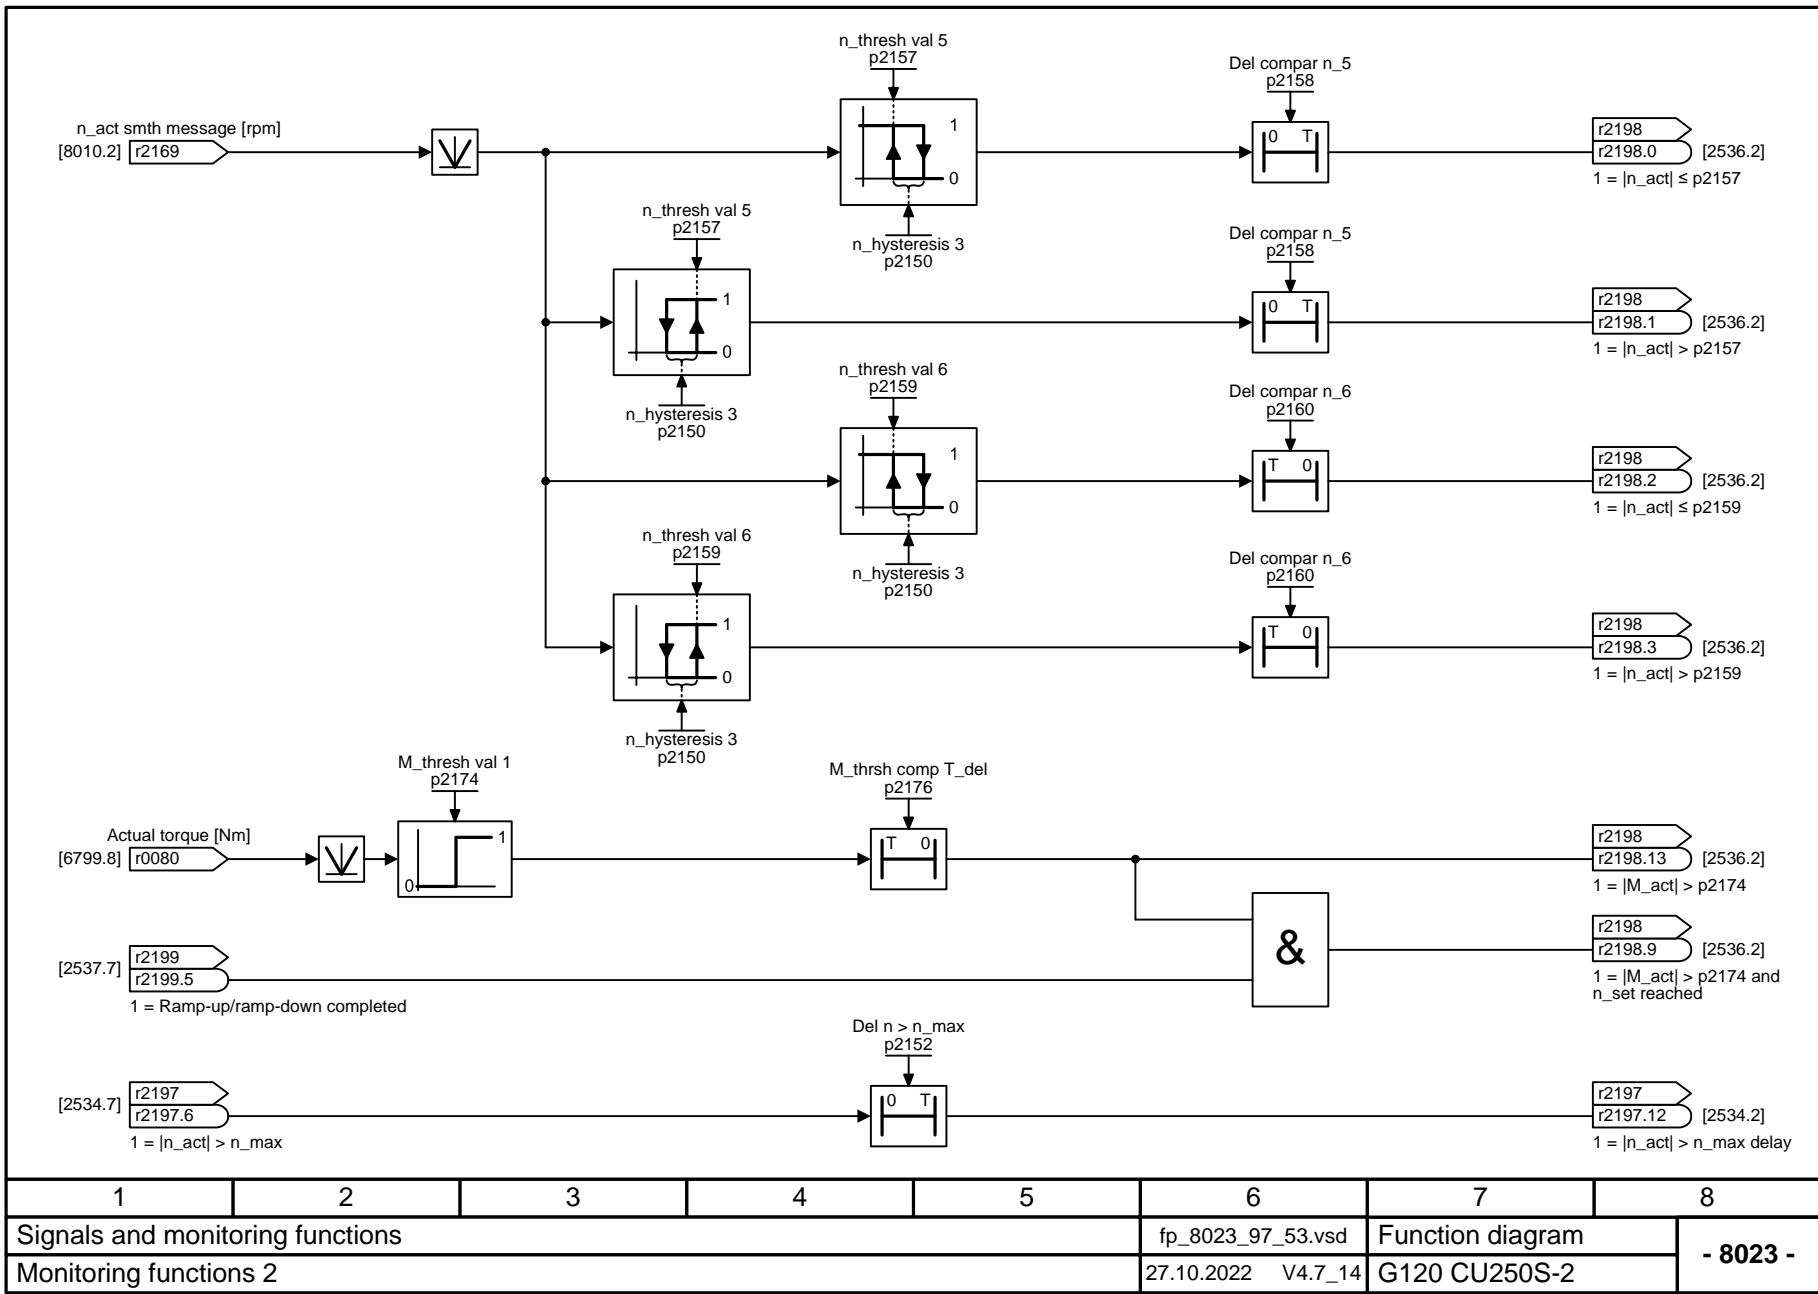 n_thresh val 5
p2157
Del compar n_5
p2158
n_act smth message [rpm]
[8010.2] r2169
1
0
0 T
r2198
r2198.0 [2536.2]
1 = |n_act| ≤ p2157
n_hysteresis 3
p2150
n_thresh val 5
p2157
Del compar n_5
p2158
1
0
0 T
r2198
r2198.1 [2536.2]
1 = |n_act| > p2157
n_hysteresis 3
p2150
n_thresh val 6
p2159
Del compar n_6
p2160
1
0
T 0
r2198
r2198.2 [2536.2]
1 = |n_act| ≤ p2159
n_hysteresis 3
p2150
n_thresh val 6
p2159
Del compar n_6
p2160
1
0
T 0
r2198
r2198.3 [2536.2]
1 = |n_act| > p2159
n_hysteresis 3
p2150
M_thresh val 1
p2174
M_thrsh comp T_del
p2176
Actual torque [Nm]
[6799.8] r0080
1
0
T 0
r2198
r2198.13 [2536.2]
1 = |M_act| > p2174
r2199
[2537.7] r2199.5
1 = Ramp-up/ramp-down completed
&
r2198
r2198.9 [2536.2]
1 = |M_act| > p2174 and
n_set reached
Del n > n_max
p2152
r2197
[2534.7] r2197.6
1 = |n_act| > n_max
0 T
r2197
r2197.12 [2534.2]
1 = |n_act| > n_max delay
1 2 3 4 5 6 7 8
Signals and monitoring functions fp_8023_97_53.vsd Function diagram - 8023 -
Monitoring functions 2 27.10.2022 V4.7_14 G120 CU250S-2